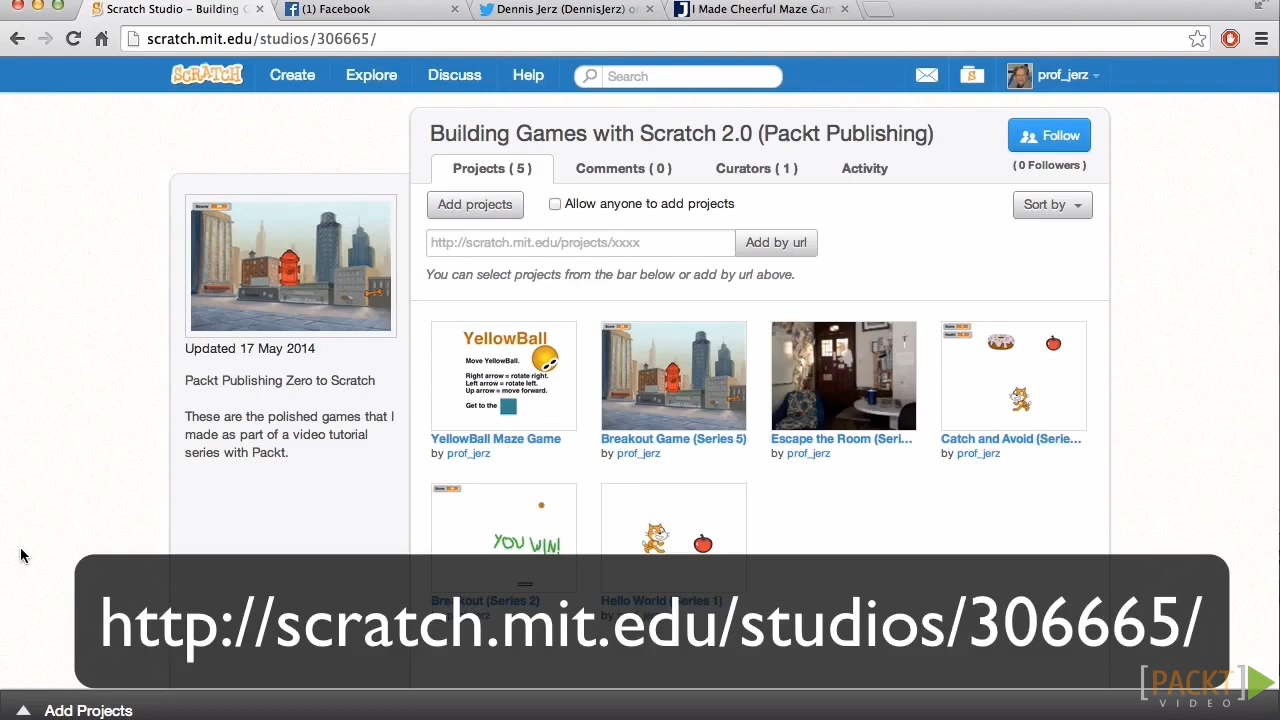 Scratch Studio – Building G
(1) Facebook
Dennis Jerz (DennisJerz) o
I Made Cheerful Maze Gam
scratch.mit.edu/studios/306665/
SCRATCH
Create
Explore
Discuss
Help
Search
S
prof_jerz
Building Games with Scratch 2.0 (Packt Publishing)
Follow
Projects ( 5 )
Comments ( 0 )
Curators ( 1 )
Activity
( 0 Followers )
Add projects
Allow anyone to add projects
Sort by
http://scratch.mit.edu/projects/xxxx
Add by url
You can select projects from the bar below or add by url above.
Updated 17 May 2014
Packt Publishing Zero to Scratch
These are the polished games that I
made as part of a video tutorial
series with Packt.
YellowBall
Move YellowBall.
Right arrow = rotate right.
Left arrow = rotate left.
Up arrow = move forward.
Get to the
YellowBall Maze Game
by prof_jerz
Breakout Game (Series 5)
by prof_jerz
Escape the Room (Seri...
by prof_jerz
Catch and Avoid (Serie...
by prof_jerz
YOU WIN!
Breakout (Series 2)
Hello World (Series 1)
http://scratch.mit.edu/studios/306665/
[PACKT]
VIDEO
Add Projects